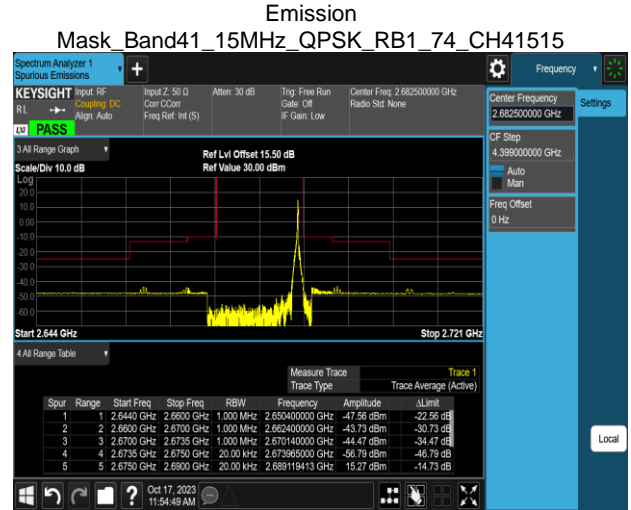 Emission
Mask_Band41_15MHz_QPSK_RB1_74_CH41515
Spectrum Analyzer 1
Spurious Emissions
Frequency
KEYSIGHT Input: RF Input Z: 50 Ω Atten: 30 dB Trig: Free Run Center Freq: 2.682500000 GHz
RL Coupling: DC Corr CCorr Gate: Off Radio Std: None
Align: Auto Freq Ref: Int (S) IF Gain: Low
LXI PASS
Center Frequency
2.682500000 GHz
Settings
CF Step
4.399000000 GHz
Auto
Man
Freq Offset
0 Hz
3 All Range Graph
Ref Lvl Offset 15.50 dB
Scale/Div 10.0 dB Ref Value 30.00 dBm
Log
20.0
10.0
0.00
-10.0
-20.0
-30.0
-40.0
-50.0
-60.0
Start 2.644 GHz Stop 2.721 GHz
4 All Range Table
Measure Trace Trace 1
Trace Type Trace Average (Active)
Spur Range Start Freq Stop Freq RBW Frequency Amplitude ΔLimit
1 1 2.6440 GHz 2.6600 GHz 1.000 MHz 2.650400000 GHz -47.56 dBm -22.56 dB
2 2 2.6600 GHz 2.6700 GHz 1.000 MHz 2.662400000 GHz -43.73 dBm -30.73 dB
3 3 2.6700 GHz 2.6735 GHz 1.000 MHz 2.670140000 GHz -44.47 dBm -34.47 dB
4 4 2.6735 GHz 2.6750 GHz 20.00 kHz 2.673965000 GHz -56.79 dBm -46.79 dB
5 5 2.6750 GHz 2.6900 GHz 20.00 kHz 2.689119413 GHz 15.27 dBm -14.73 dB
Local
Oct 17, 2023
11:54:49 AM